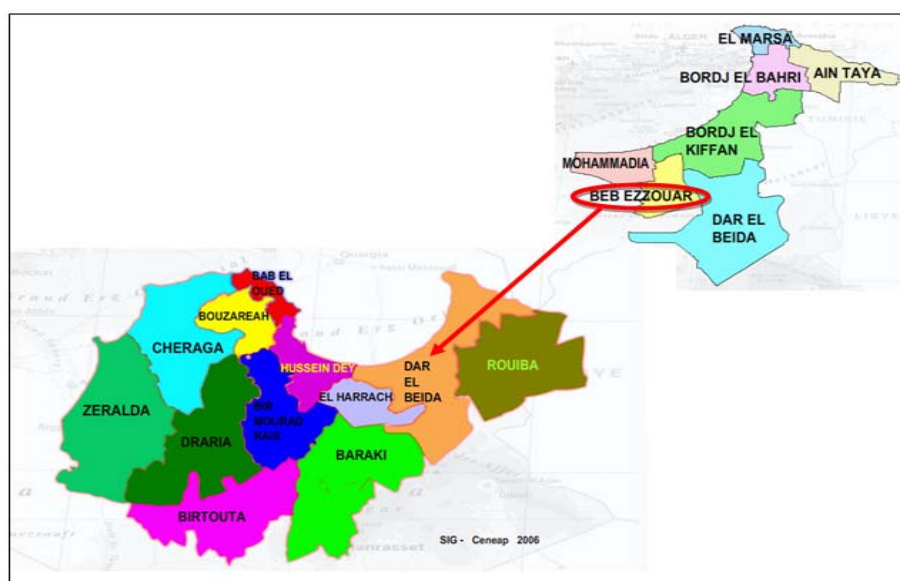 EL MARSA
BORDJ EL BAHRI
AIN TAYA
BORDJ EL
KIFFAN
MOHAMMADIA
BEB EZZOUAR
DAR EL
BEIDA
BAB EL
OUED
BOUZAREAH
CHERAGA
HUSSEIN DEY
DAR
EL
BEIDA
ROUIBA
ZERALDA
EL HARRACH
BIR
MOURAD
RAIS
DRARIA
BARAKI
BIRTOUTA
SIG - Ceneap 2006